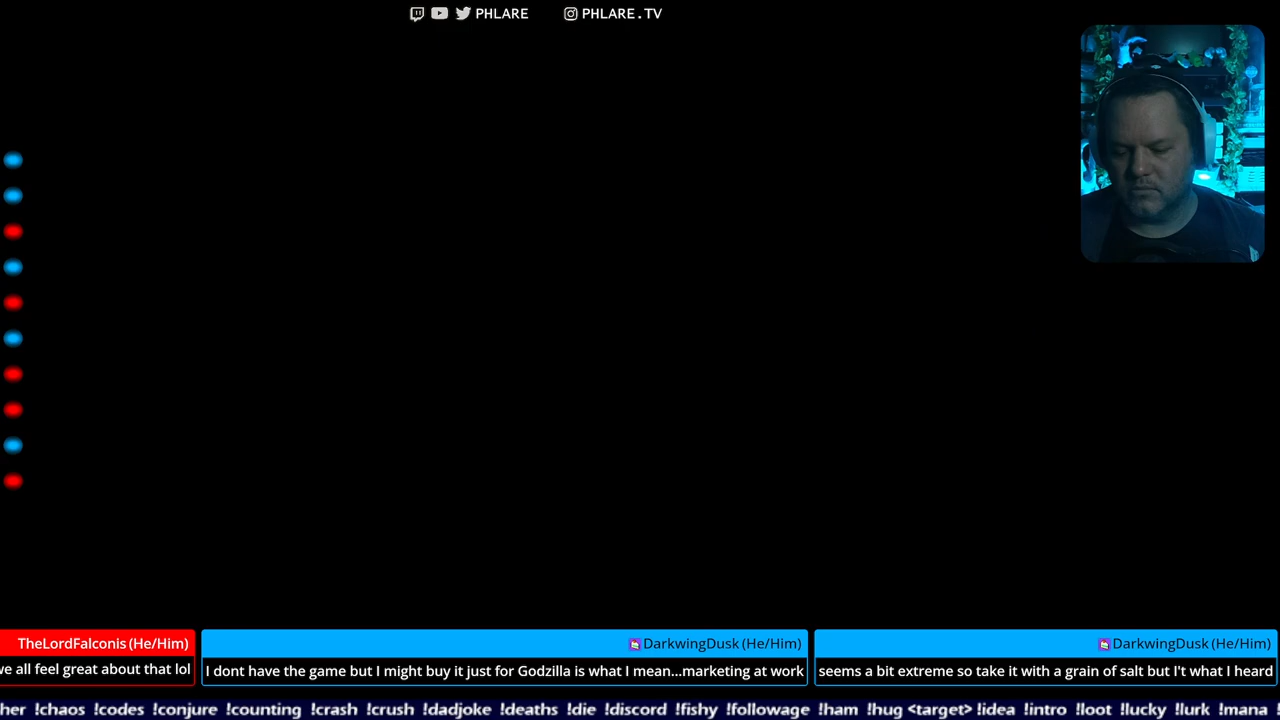 PHLARE PHLARE.TV
TheLordFalconis (He/Him)
we all feel great about that lol
DarkwingDusk (He/Him)
I dont have the game but I might buy it just for Godzilla is what I mean...marketing at work
DarkwingDusk (He/Him)
seems a bit extreme so take it with a grain of salt but I't what I heard
her !chaos !codes !conjure !counting !crash !crush !dadjoke !deaths !die !discord !fishy !followage !ham !hug <target> !idea !intro !loot !lucky !lurk !mana !